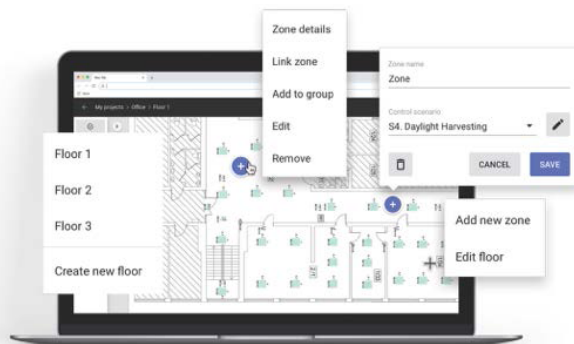 Zone details
Link zone
Add to group
Edit
Remove
Zone name
Zone
Control scenario
S4. Daylight Harvesting
CANCEL
SAVE
My projects > Office > Floor 1
Floor 1
Floor 2
Floor 3
Create new floor
Add new zone
Edit floor